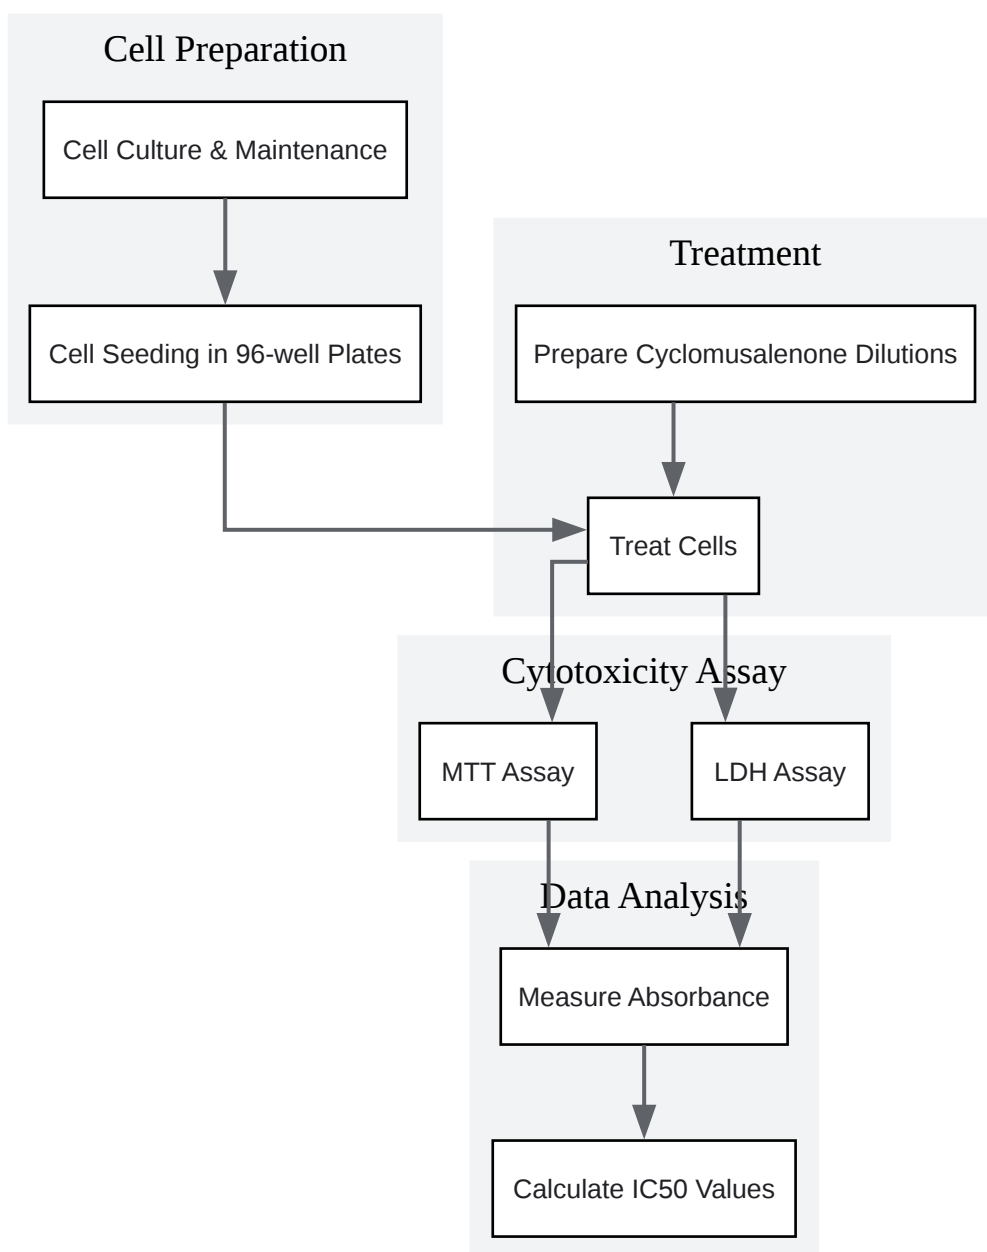 Cell Preparation
Cell Culture & Maintenance
Cell Seeding in 96-well Plates
Treatment
Prepare Cyclomusalenone Dilutions
Treat Cells
Cytotoxicity Assay
MTT Assay
LDH Assay
Data Analysis
Measure Absorbance
Calculate IC50 Values